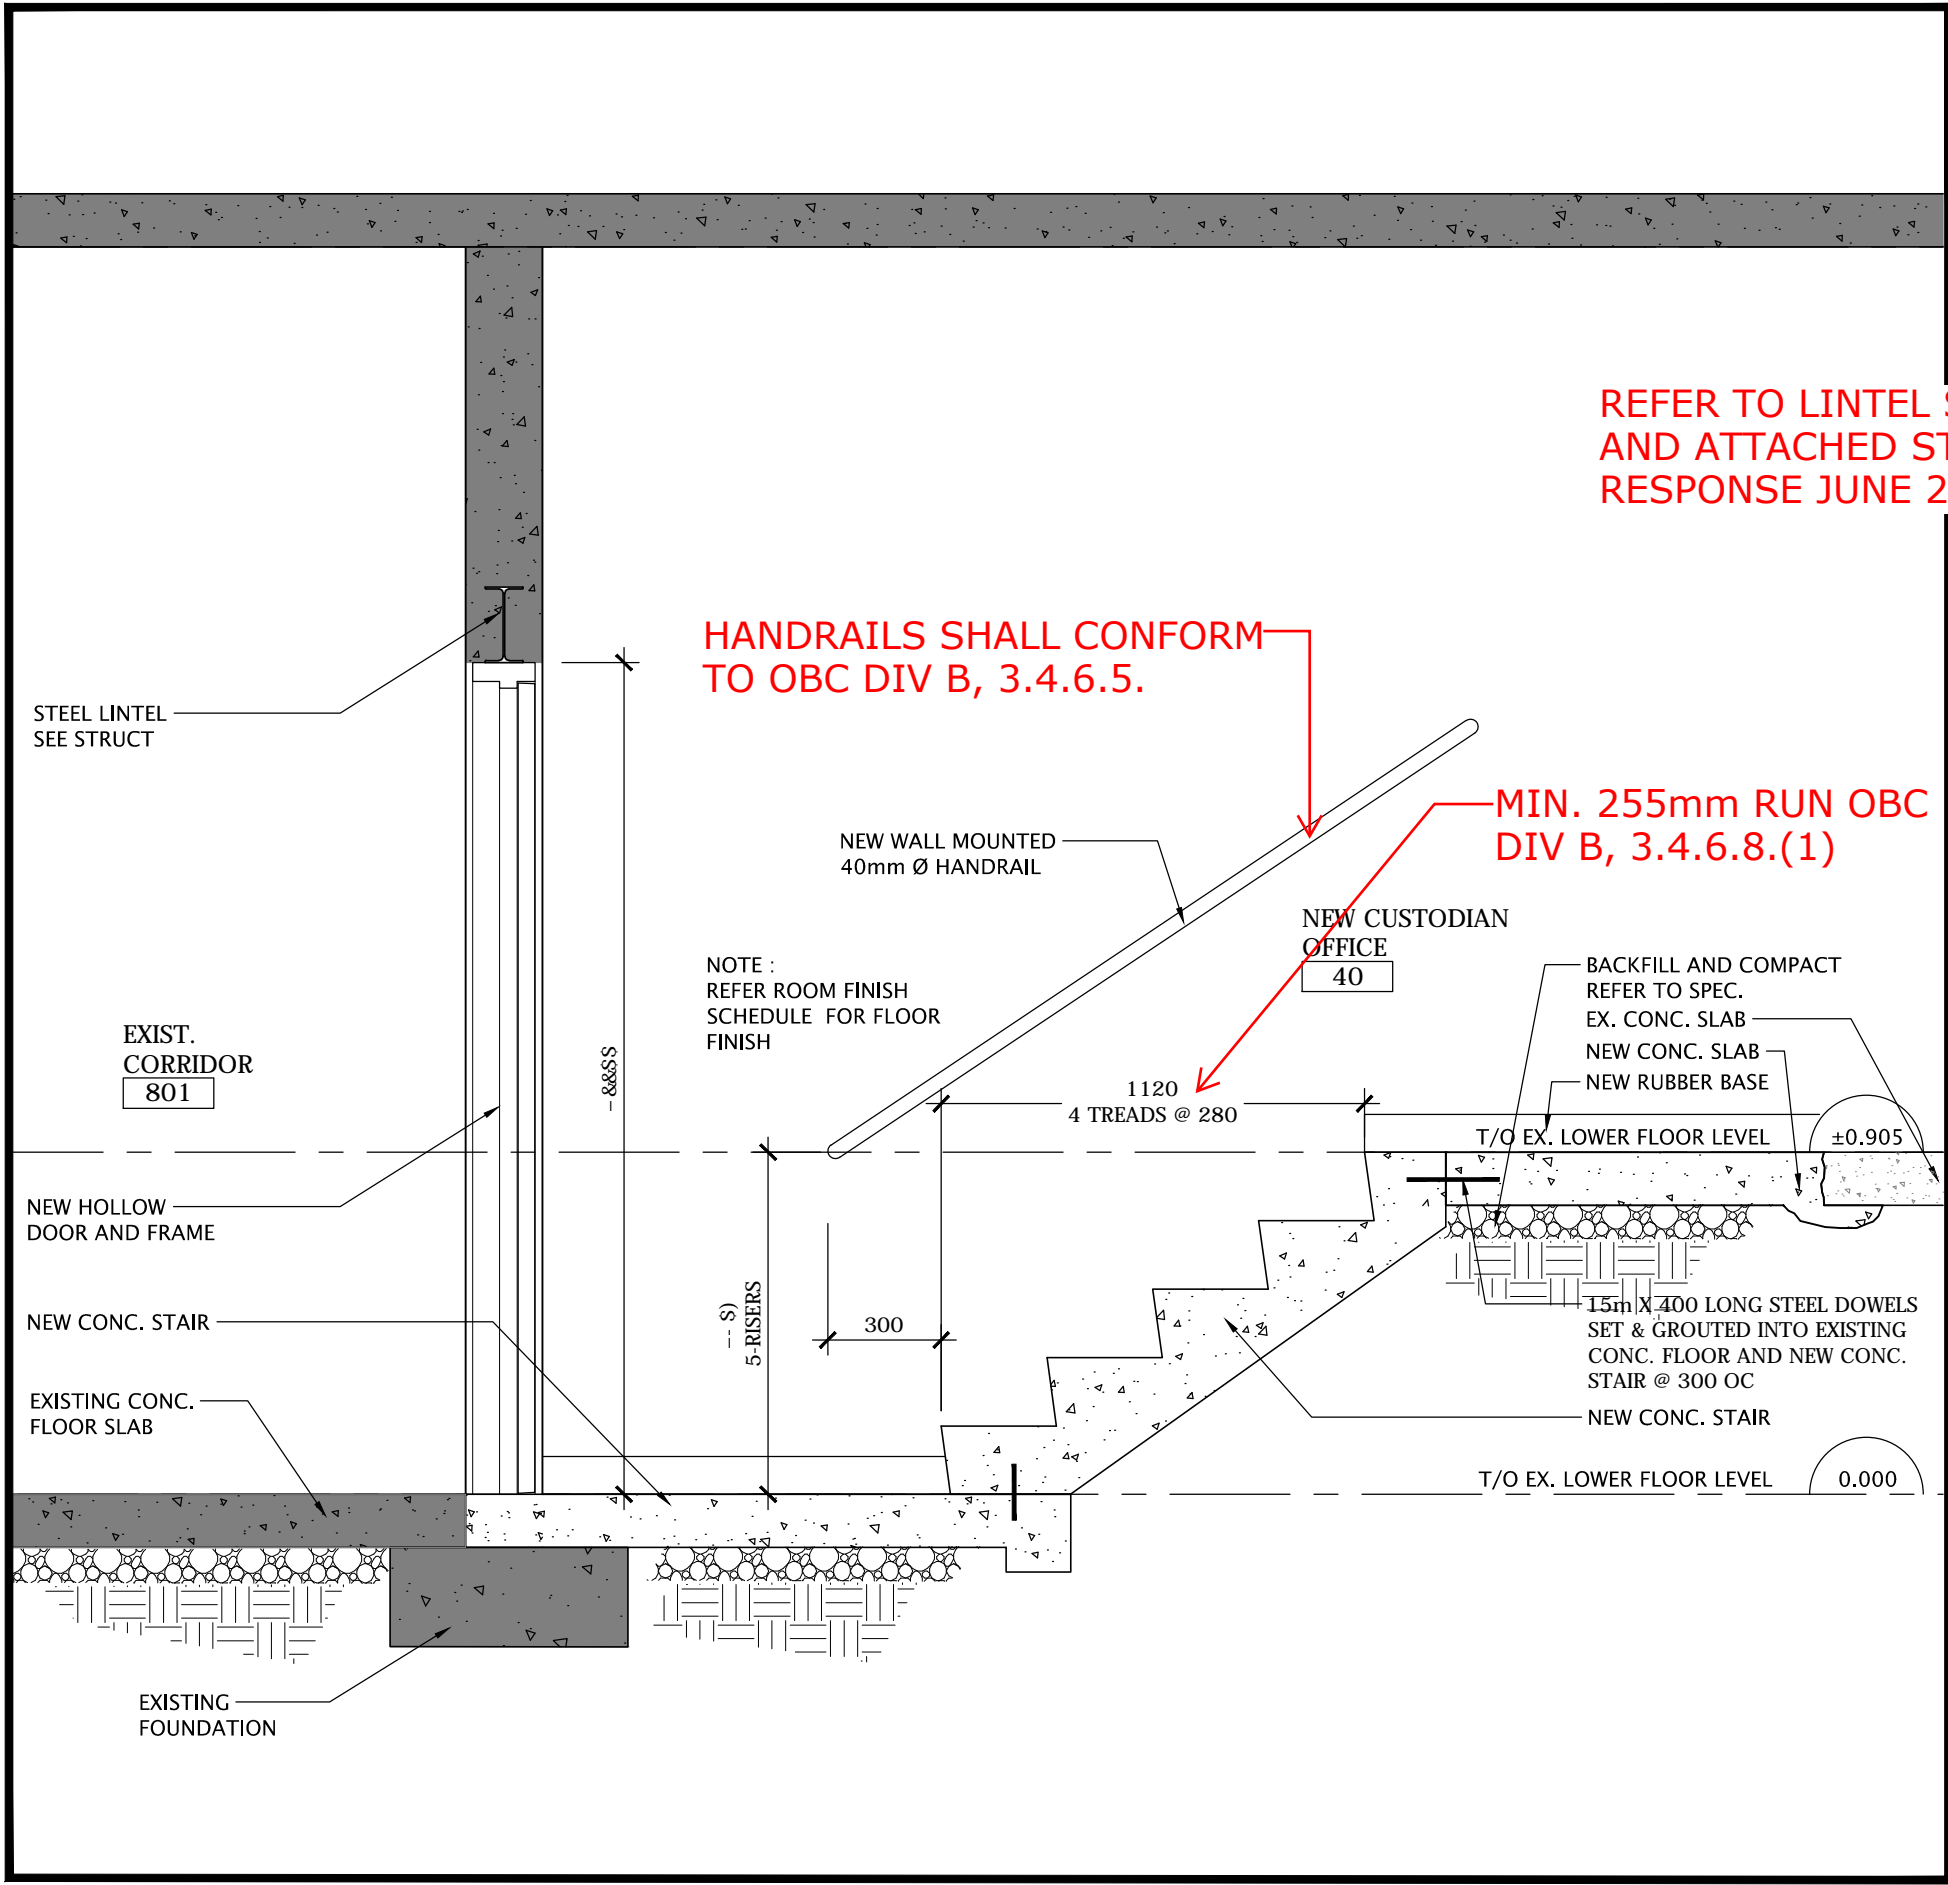 REFER TO LINTEL
AND ATTACHED
RESPONSE JUNE 2
HANDRAILS SHALL CONFORM
TO OBC DIV B, 3.4.6.5.
STEEL LINTEL
SEE STRUCT
MIN. 255mm RUN OBC
DIV B, 3.4.6.8.(1)
NEW WALL MOUNTED
40mm Ø HANDRAIL
NEW CUSTODIAN
OFFICE
40
NOTE :
REFER ROOM FINISH
SCHEDULE FOR FLOOR
FINISH
BACKFILL AND COMPACT
REFER TO SPEC.
EX. CONC. SLAB
NEW CONC. SLAB
NEW RUBBER BASE
EXIST.
CORRIDOR
801
1120
4 TREADS @ 280
T/O EX. LOWER FLOOR LEVEL
±0.905
NEW HOLLOW
DOOR AND FRAME
5-RISERS
300
NEW CONC. STAIR
15m X 400 LONG STEEL DOWELS
SET & GROUTED INTO EXISTING
CONC. FLOOR AND NEW CONC.
STAIR @ 300 OC
NEW CONC. STAIR
EXISTING CONC.
FLOOR SLAB
T/O EX. LOWER FLOOR LEVEL
0.000
EXISTING
FOUNDATION